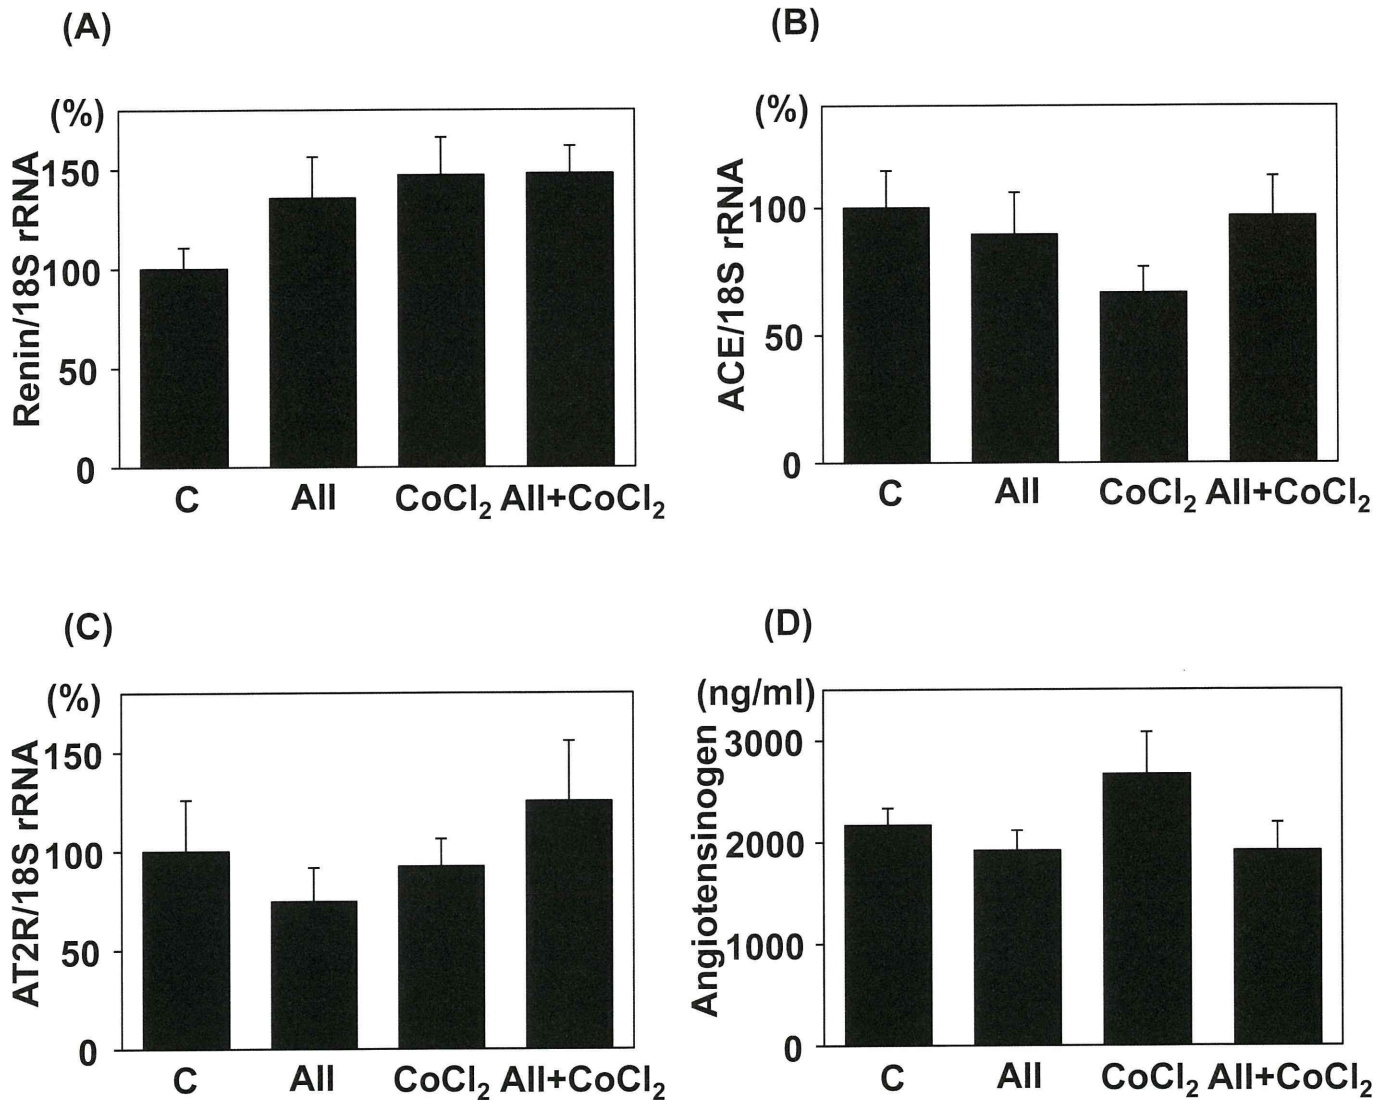 (A)
(%)
Renin/18S rRNA
150
100
50
0
C AII CoCl₂ AII+CoCl₂
(B)
(%)
ACE/18S rRNA
100
50
0
C AII CoCl₂ AII+CoCl₂
(C)
(%)
AT2R/18S rRNA
150
100
50
0
C AII CoCl₂ AII+CoCl₂
(D)
(ng/ml)
Angiotensinogen
3000
2000
1000
0
C AII CoCl₂ AII+CoCl₂